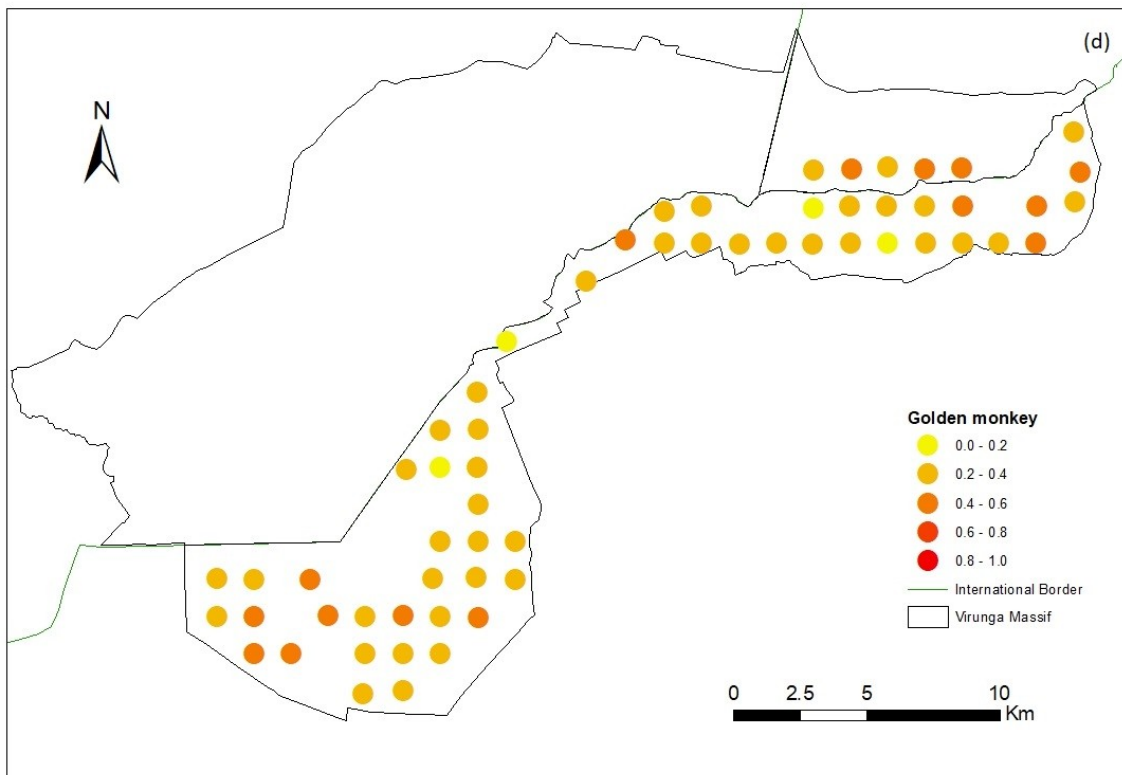 (d)
N
Golden monkey
0.0 - 0.2
0.2 - 0.4
0.4 - 0.6
0.6 - 0.8
0.8 - 1.0
International Border
Virunga Massif
0 2.5 5 10
Km